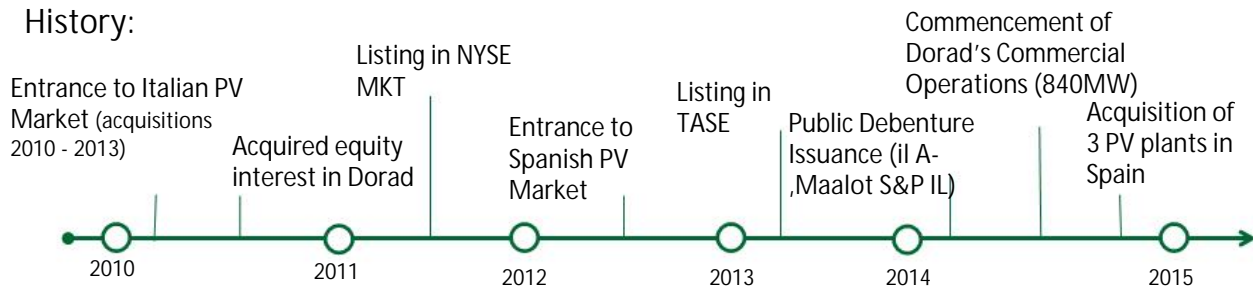 History:
Entrance to Italian PV
Market (acquisitions
2010 - 2013)
Acquired equity
interest in Dorad
Listing in NYSE
MKT
Entrance to
Spanish PV
Market
Listing in
TASE
Public Debenture
Issuance (il A-
,Maalot S&P IL)
Commencement of
Dorad's Commercial
Operations (840MW)
Acquisition of
3 PV plants in
Spain
2010
2011
2012
2013
2014
2015